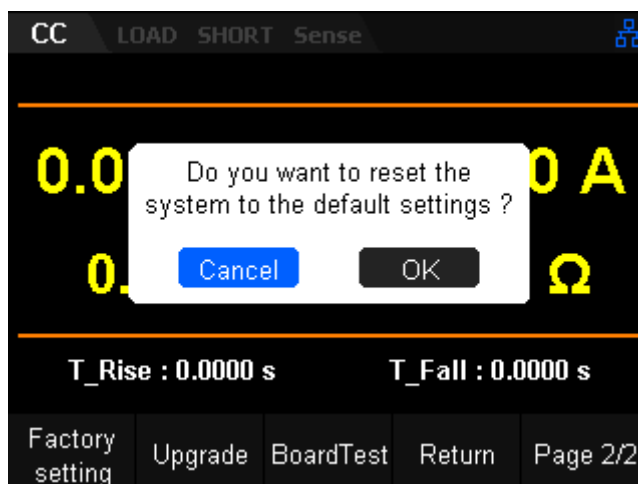 CC LOAD SHORT Sense
0.0 0 A
Do you want to reset the
system to the default settings ?
Cancel OK
0. Ω
T_Rise : 0.0000 s T_Fall : 0.0000 s
Factory setting Upgrade BoardTest Return Page 2/2